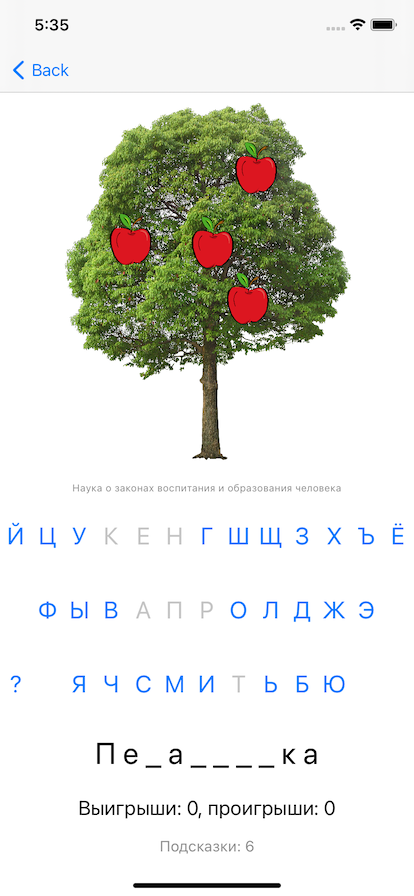 5:35
Back
Наука о законах воспитания и образования человека
Й Ц У К Е Н Г Ш Щ З Х Ъ Ё
Ф Ы В А П Р О Л Д Ж Э
? Я Ч С М И Т Ь Б Ю
П е _ а _ _ _ _ к а
Выигрыши: 0, проигрыши: 0
Подсказки: 6